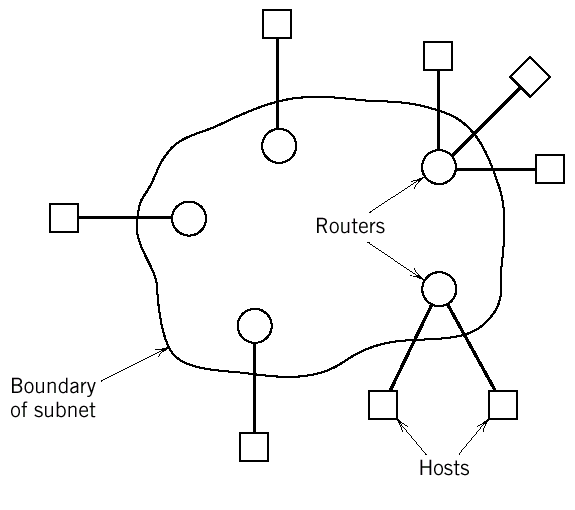 Routers
Boundary
of subnet
Hosts